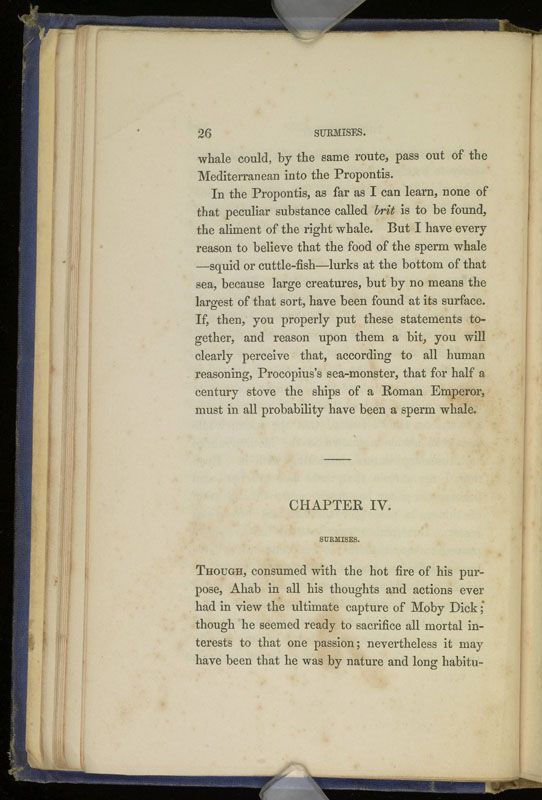 26 SURMISES.
whale could, by the same route, pass out of the
Mediterranean into the Propontis.
In the Propontis, as far as I can learn, none of
that peculiar substance called brit is to be found,
the aliment of the right whale. But I have every
reason to believe that the food of the sperm whale
—squid or cuttle-fish—lurks at the bottom of that
sea, because large creatures, but by no means the
largest of that sort, have been found at its surface.
If, then, you properly put these statements to-
gether, and reason upon them a bit, you will
clearly perceive that, according to all human
reasoning, Procopius's sea-monster, that for half a
century stove the ships of a Roman Emperor,
must in all probability have been a sperm whale.
CHAPTER IV.
SURMISES.
THOUGH, consumed with the hot fire of his pur-
pose, Ahab in all his thoughts and actions ever
had in view the ultimate capture of Moby Dick;
though he seemed ready to sacrifice all mortal in-
terests to that one passion; nevertheless it may
have been that he was by nature and long habitu-